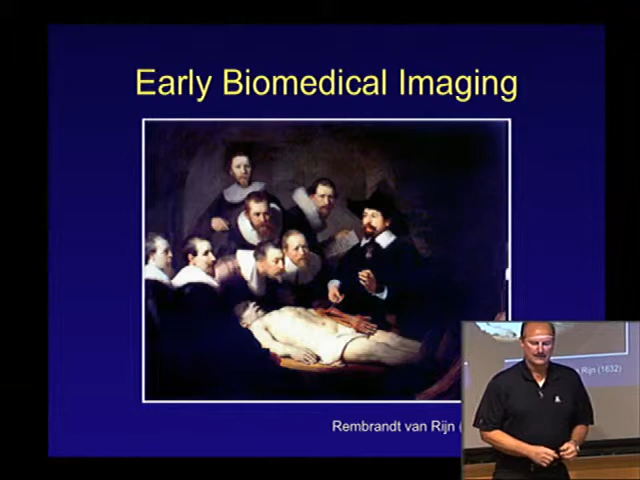 Early Biomedical Imaging
Rembrandt van Rijn (
Rijn (1632)